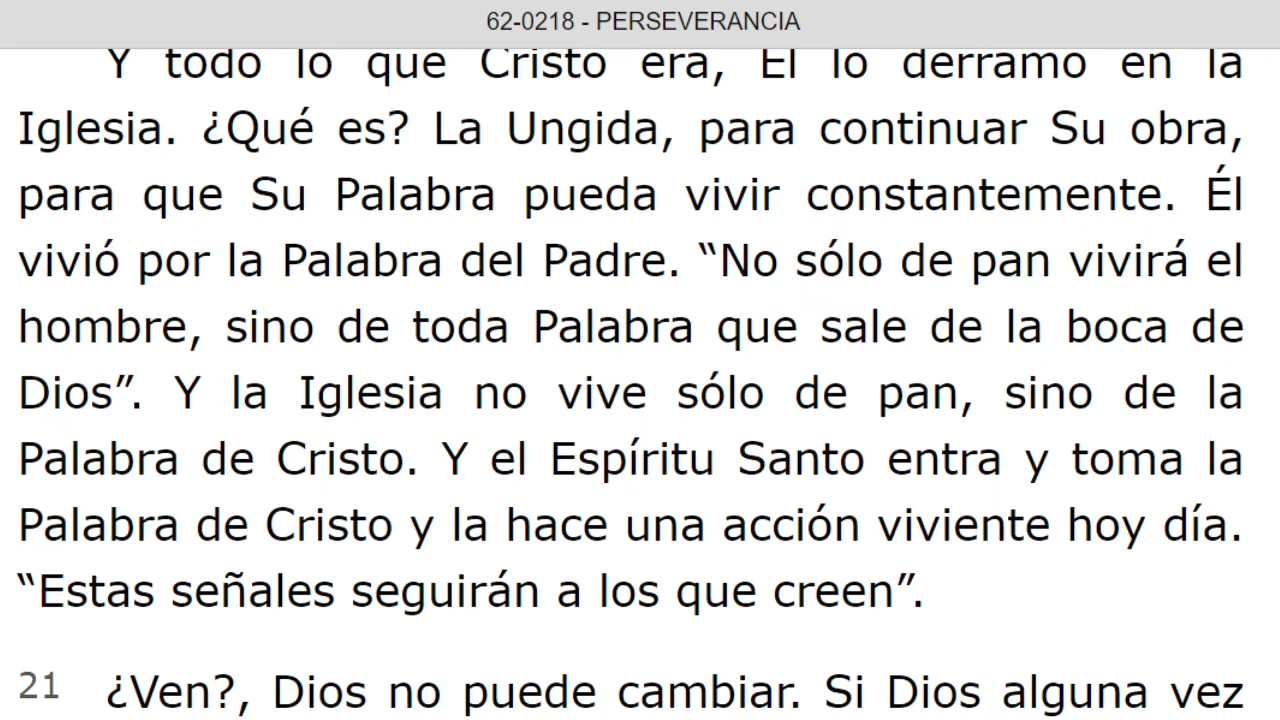 62-0218 - PERSEVERANCIA
Y todo lo que Cristo era, Él lo derramó en la
Iglesia. ¿Qué es? La Ungida, para continuar Su obra,
para que Su Palabra pueda vivir constantemente. Él
vivió por la Palabra del Padre. “No sólo de pan vivirá el
hombre, sino de toda Palabra que sale de la boca de
Dios”. Y la Iglesia no vive sólo de pan, sino de la
Palabra de Cristo. Y el Espíritu Santo entra y toma la
Palabra de Cristo y la hace una acción viviente hoy día.
“Estas señales seguirán a los que creen”.
21 ¿Ven?, Dios no puede cambiar. Si Dios alguna vez